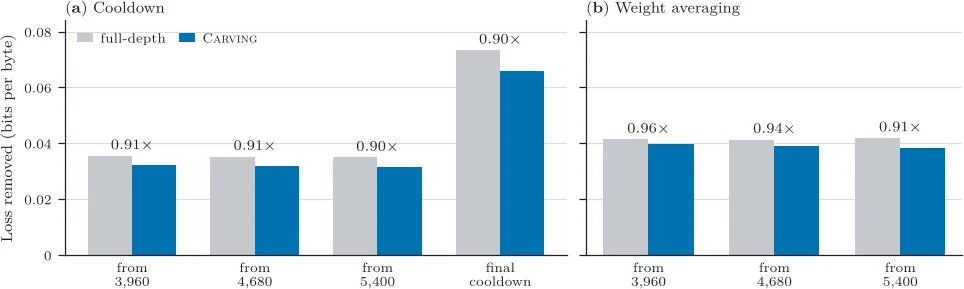 (a) Cooldown
(b) Weight averaging
Loss removed (bits per byte)
0.08
0.06
0.04
0.02
0
full-depth
Carving
0.91×
0.91×
0.90×
0.90×
from
3,960
from
4,680
from
5,400
final
cooldown
0.96×
0.94×
0.91×
from
3,960
from
4,680
from
5,400